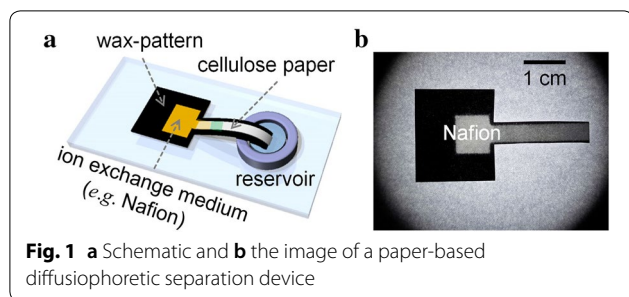 a
wax-pattern
cellulose paper
reservoir
ion exchange medium
(e.g. Nafion)
b
1 cm
Nafion
Fig. 1 a Schematic and b the image of a paper-based
diffusiophoretic separation device